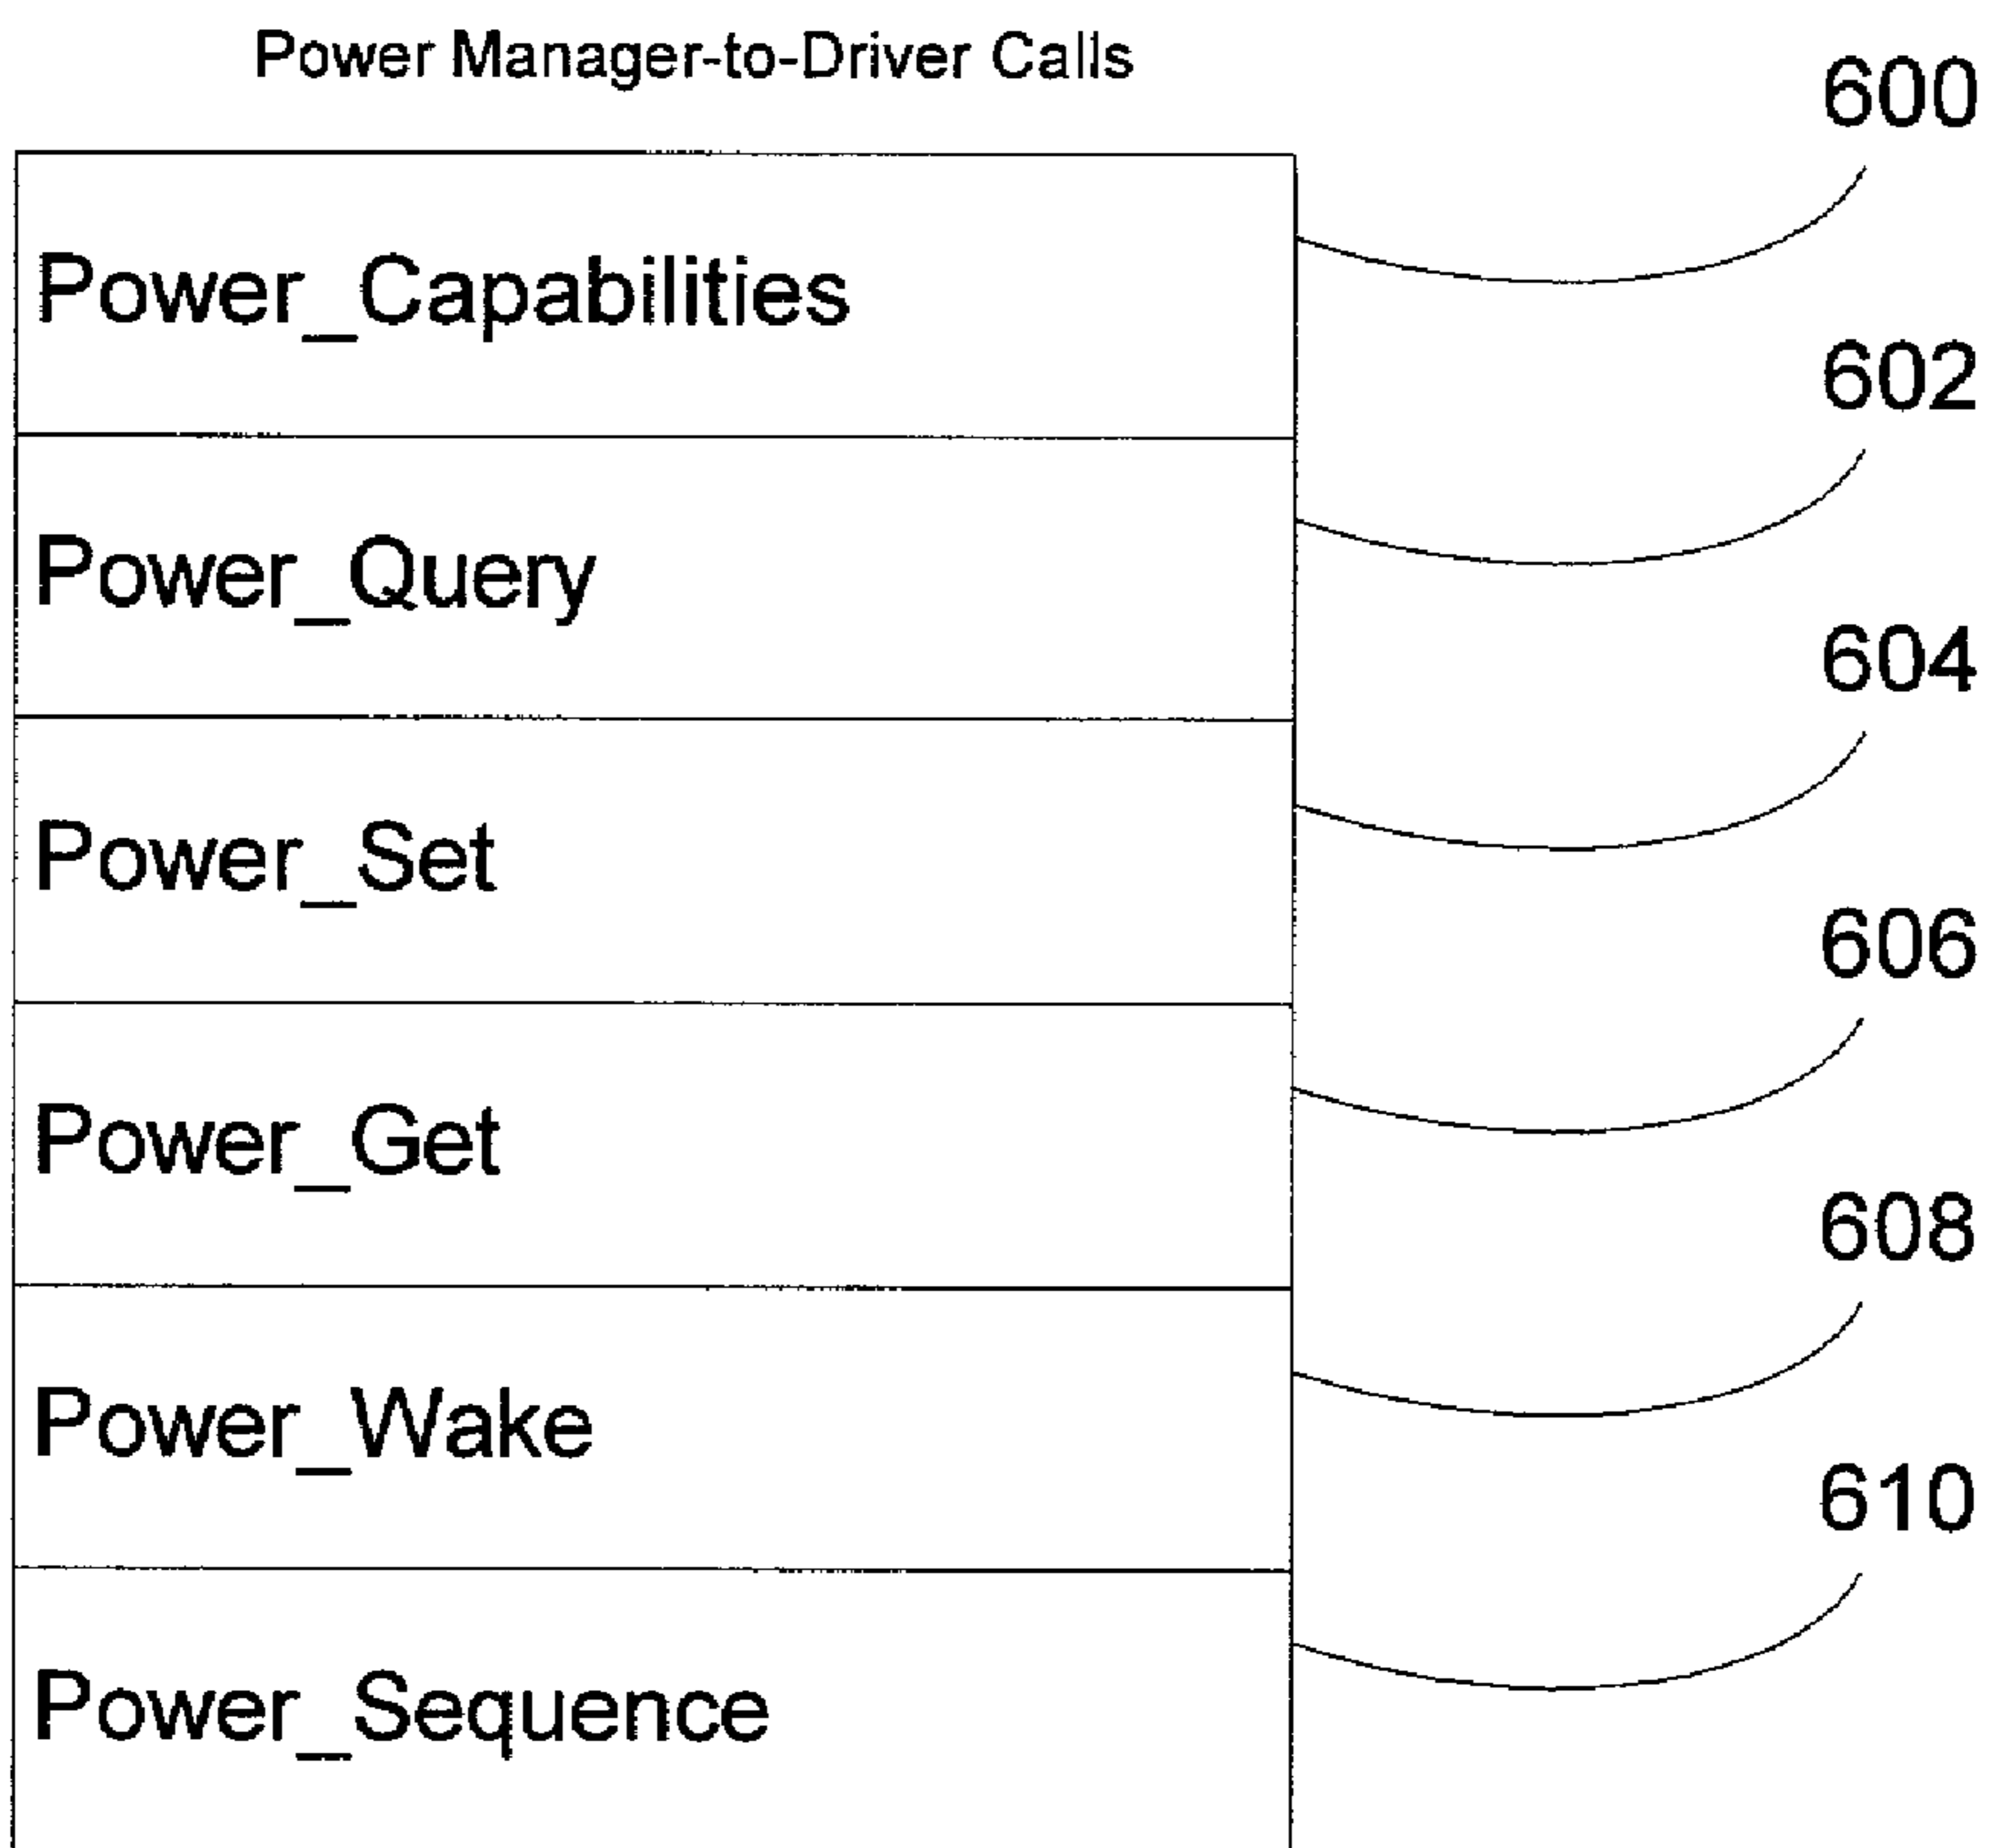 Power Manager-to-Driver Calls
600
Power_Capabilities
602
Power_Query
604
Power_Set
606
Power_Get
608
Power_Wake
610
Power_Sequence